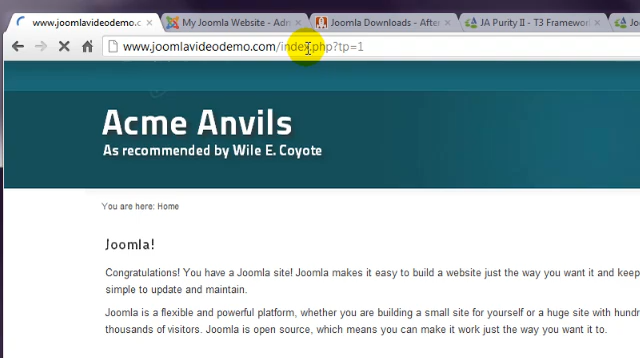 www.joomlavideodemo.c
My Joomla Website - Adm
Joomla Downloads - After
JA Purity II - T3 Framework
Jo
www.joomlavideodemo.com/index.php?tp=1
Acme Anvils
As recommended by Wile E. Coyote
You are here: Home
Joomla!
Congratulations! You have a Joomla site! Joomla makes it easy to build a website just the way you want it and keep
simple to update and maintain.
Joomla is a flexible and powerful platform, whether you are building a small site for yourself or a huge site with hund
thousands of visitors. Joomla is open source, which means you can make it work just the way you want it to.